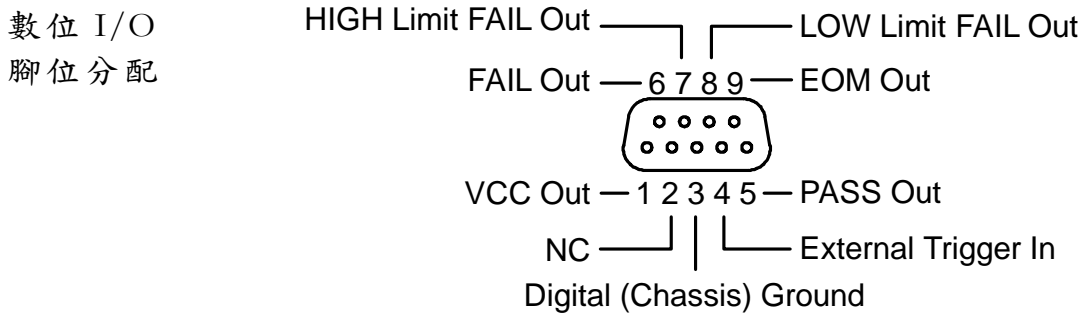 數位 I/O
腳位分配
HIGH Limit FAIL Out
LOW Limit FAIL Out
FAIL Out
6 7 8 9
EOM Out
VCC Out
1 2 3 4 5
PASS Out
NC
External Trigger In
Digital (Chassis) Ground